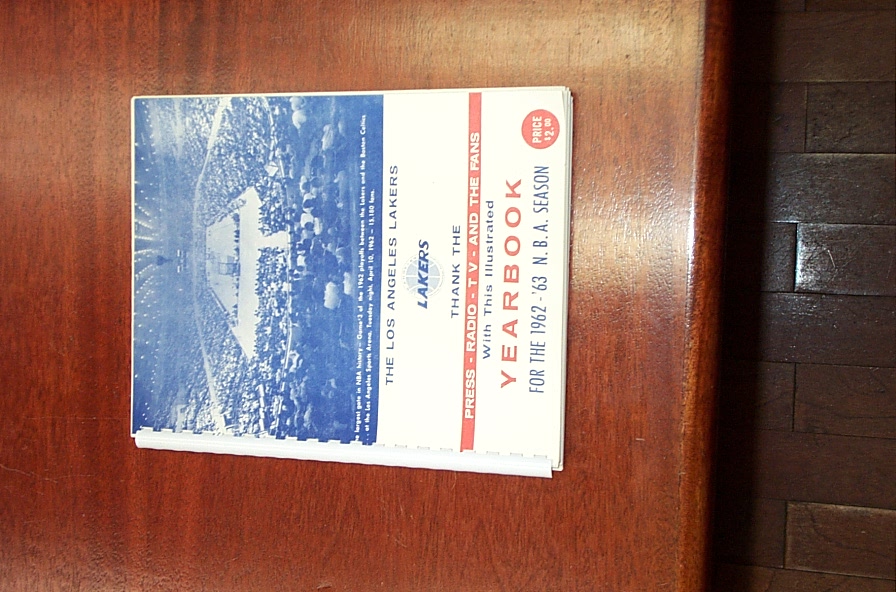 largest gate in NBA history - Game #3 of the 1962 playoffs between the Lakers and the Boston Celtics
at the Los Angeles Sports Arena, Tuesday night, April 10, 1962 - 15,180 fans.
THE LOS ANGELES LAKERS
LAKERS
THANK THE
PRESS - RADIO - T V - AND THE FANS
With This Illustrated
YEARBOOK
FOR THE 1962 - '63 N. B. A. SEASON
PRICE
$2.00